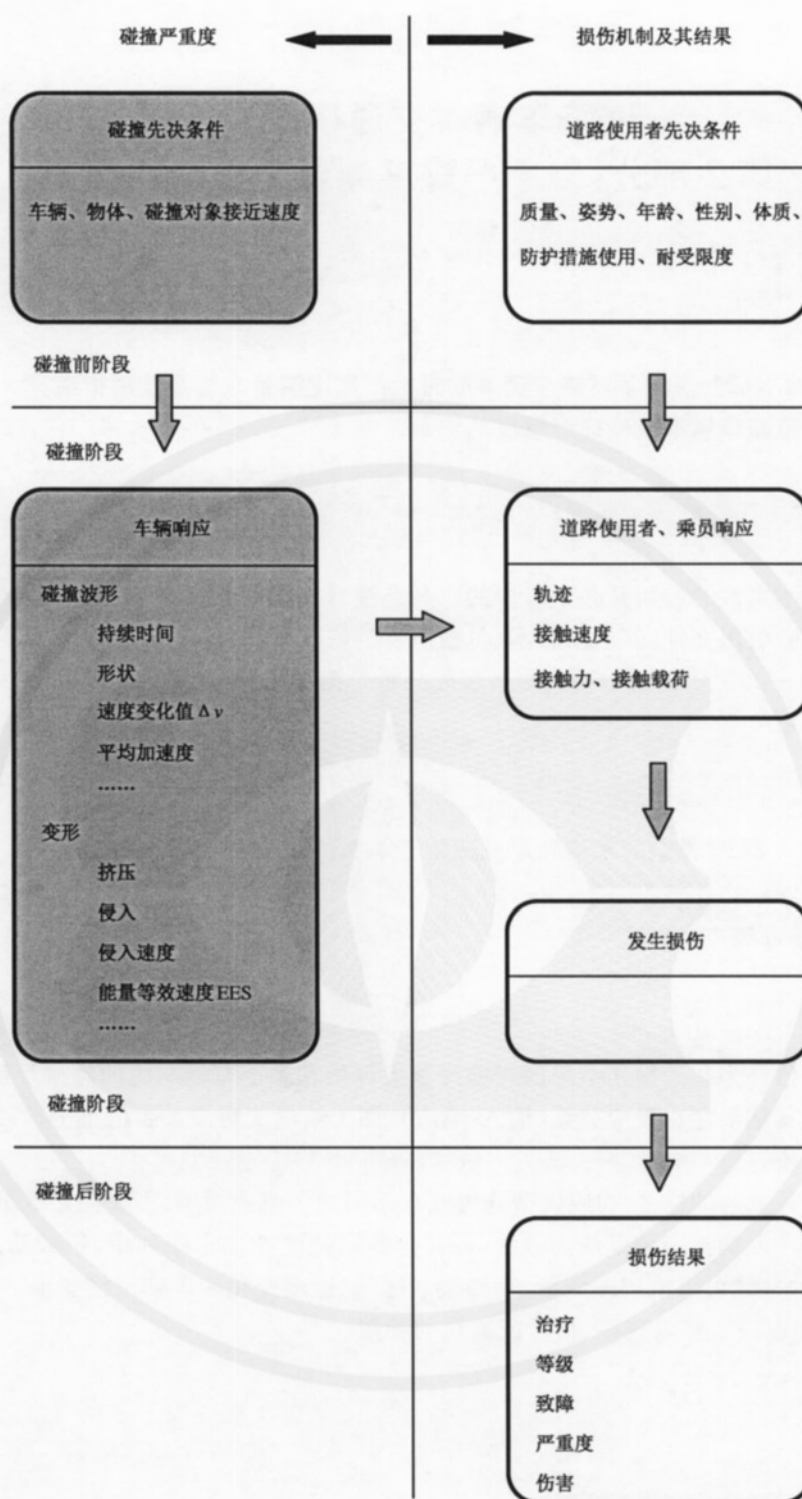 碰撞严重度
损伤机制及其结果
碰撞先决条件
车辆、物体、碰撞对象接近速度
道路使用者先决条件
质量、姿势、年龄、性别、体质、
防护措施使用、耐受限度
碰撞前阶段
碰撞阶段
车辆响应
碰撞波形
持续时间
形状
速度变化值Δv
平均加速度
……
变形
挤压
侵入
侵入速度
能量等效速度EES
……
道路使用者、乘员响应
轨迹
接触速度
接触力、接触载荷
发生损伤
碰撞阶段
碰撞后阶段
损伤结果
治疗
等级
致障
严重度
伤害